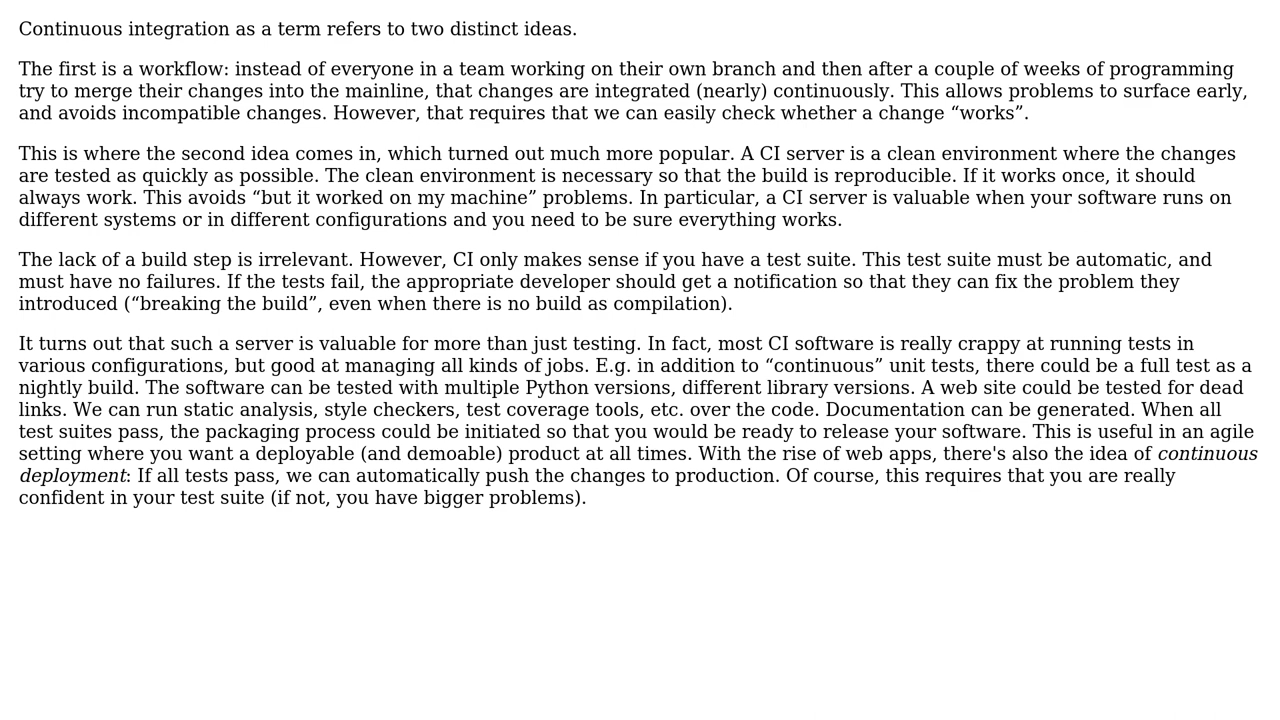 Continuous integration as a term refers to two distinct ideas.
The first is a workflow: instead of everyone in a team working on their own branch and then after a couple of weeks of programming
try to merge their changes into the mainline, that changes are integrated (nearly) continuously. This allows problems to surface early,
and avoids incompatible changes. However, that requires that we can easily check whether a change “works”.
This is where the second idea comes in, which turned out much more popular. A CI server is a clean environment where the changes
are tested as quickly as possible. The clean environment is necessary so that the build is reproducible. If it works once, it should
always work. This avoids “but it worked on my machine” problems. In particular, a CI server is valuable when your software runs on
different systems or in different configurations and you need to be sure everything works.
The lack of a build step is irrelevant. However, CI only makes sense if you have a test suite. This test suite must be automatic, and
must have no failures. If the tests fail, the appropriate developer should get a notification so that they can fix the problem they
introduced (“breaking the build”, even when there is no build as compilation).
It turns out that such a server is valuable for more than just testing. In fact, most CI software is really crappy at running tests in
various configurations, but good at managing all kinds of jobs. E.g. in addition to “continuous” unit tests, there could be a full test as a
nightly build. The software can be tested with multiple Python versions, different library versions. A web site could be tested for dead
links. We can run static analysis, style checkers, test coverage tools, etc. over the code. Documentation can be generated. When all
test suites pass, the packaging process could be initiated so that you would be ready to release your software. This is useful in an agile
setting where you want a deployable (and demoable) product at all times. With the rise of web apps, there's also the idea of continuous
deployment: If all tests pass, we can automatically push the changes to production. Of course, this requires that you are really
confident in your test suite (if not, you have bigger problems).